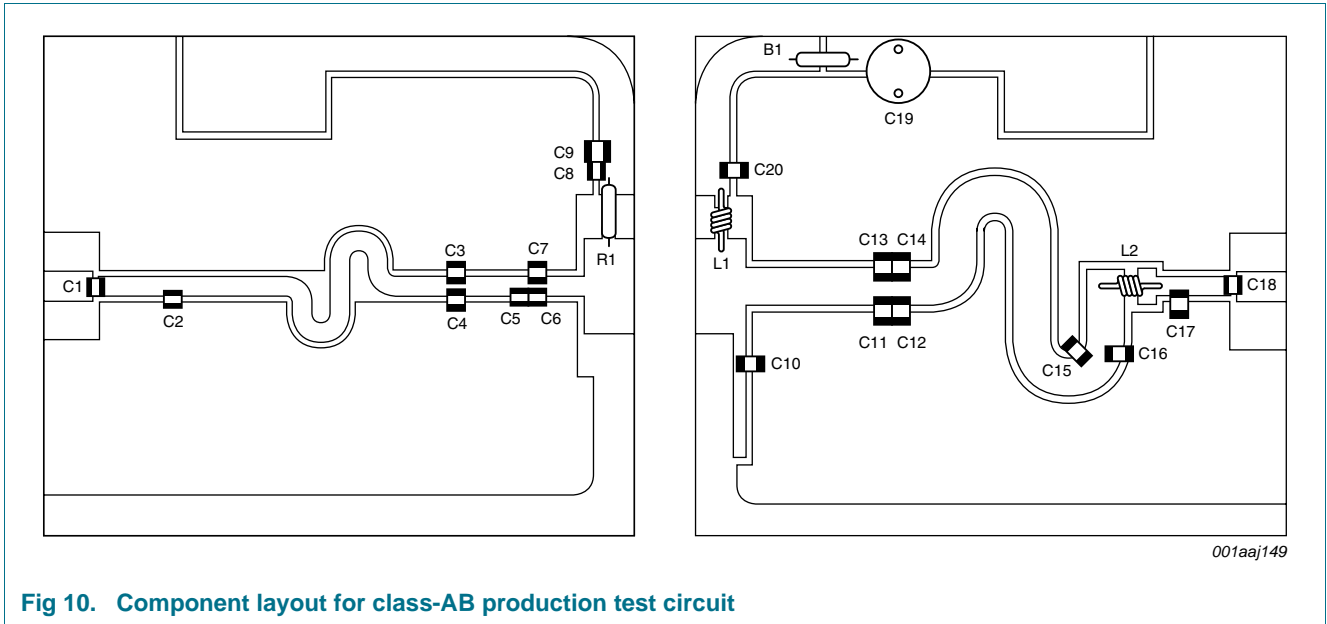 B1
C19
C9
C8
C20
C3
C7
R1
L1
C13 C14
L2
C1
C18
C2
C4
C5
C6
C17
C11 C12
C10
C15
C16
001aaj149
Fig 10. Component layout for class-AB production test circuit